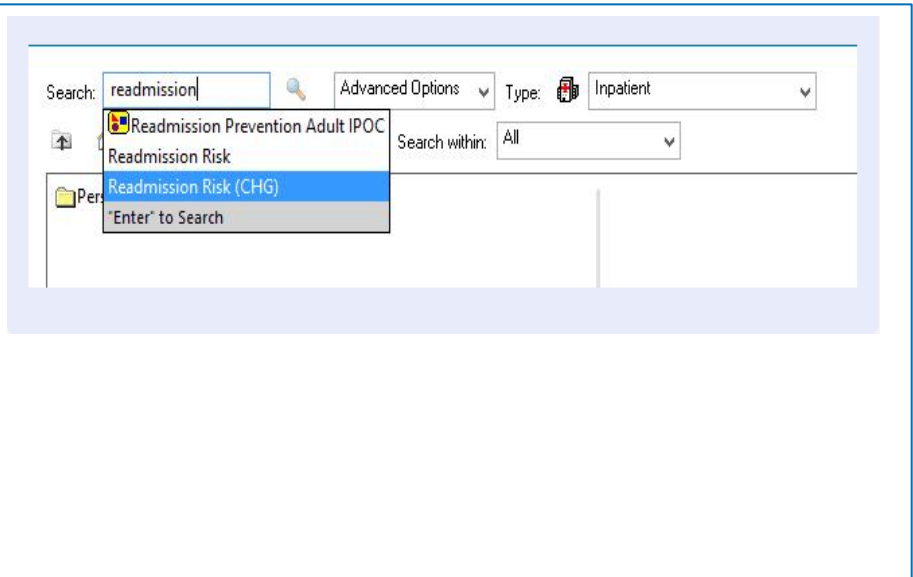 Search: readmission Advanced Options Type: Inpatient
Readmission Prevention Adult IPOC
Search within: All
Readmission Risk
Readmission Risk (CHG)
Pers
"Enter" to Search